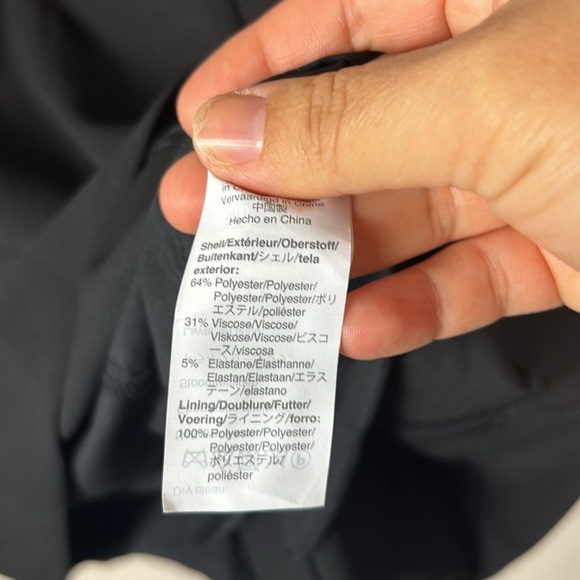 Vervaardigd in China
中国製
Hecho en China
Shell/Extérieur/Oberstoff/
Buitenkant/シェル/tela
exterior:
64% Polyester/Polyester/
Polyester/Polyester/ポリ
エステル/poliéster
31% Viscose/Viscose/
Viskose/Viscose/ビスコ
ース/viscosa
5% Elastane/Élasthanne/
Elastan/Elastaan/エラス
テーン/elastano
Lining/Doublure/Futter/
Voering/ライニング/forro:
100% Polyester/Polyester/
Polyester/Polyester/
ポリエステル/
poliéster
Dry clean